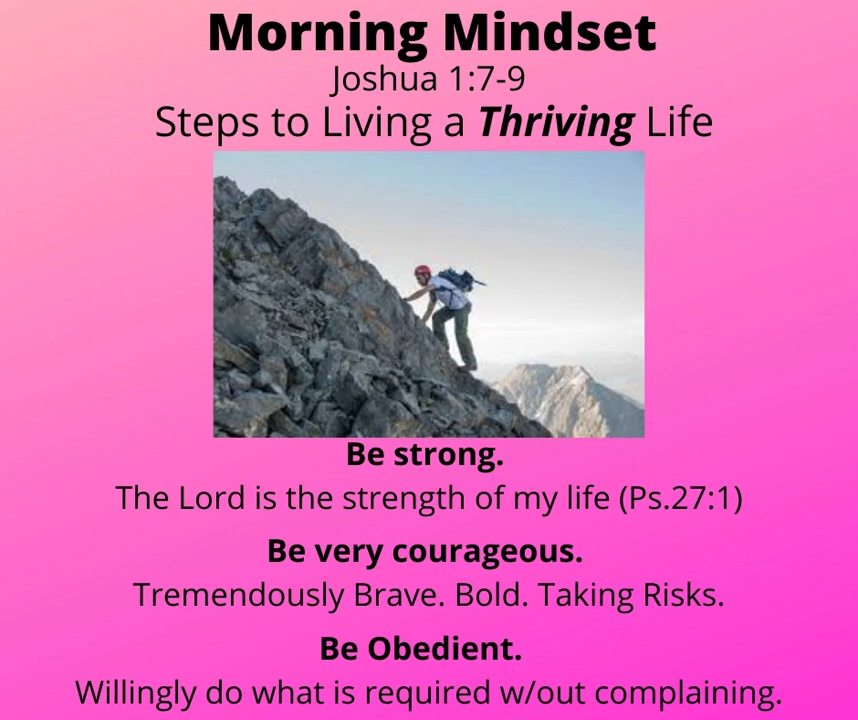 Morning Mindset
Joshua 1:7-9
Steps to Living a Thriving Life
Be strong.
The Lord is the strength of my life (Ps.27:1)
Be very courageous.
Tremendously Brave. Bold. Taking Risks.
Be Obedient.
Willingly do what is required w/out complaining.